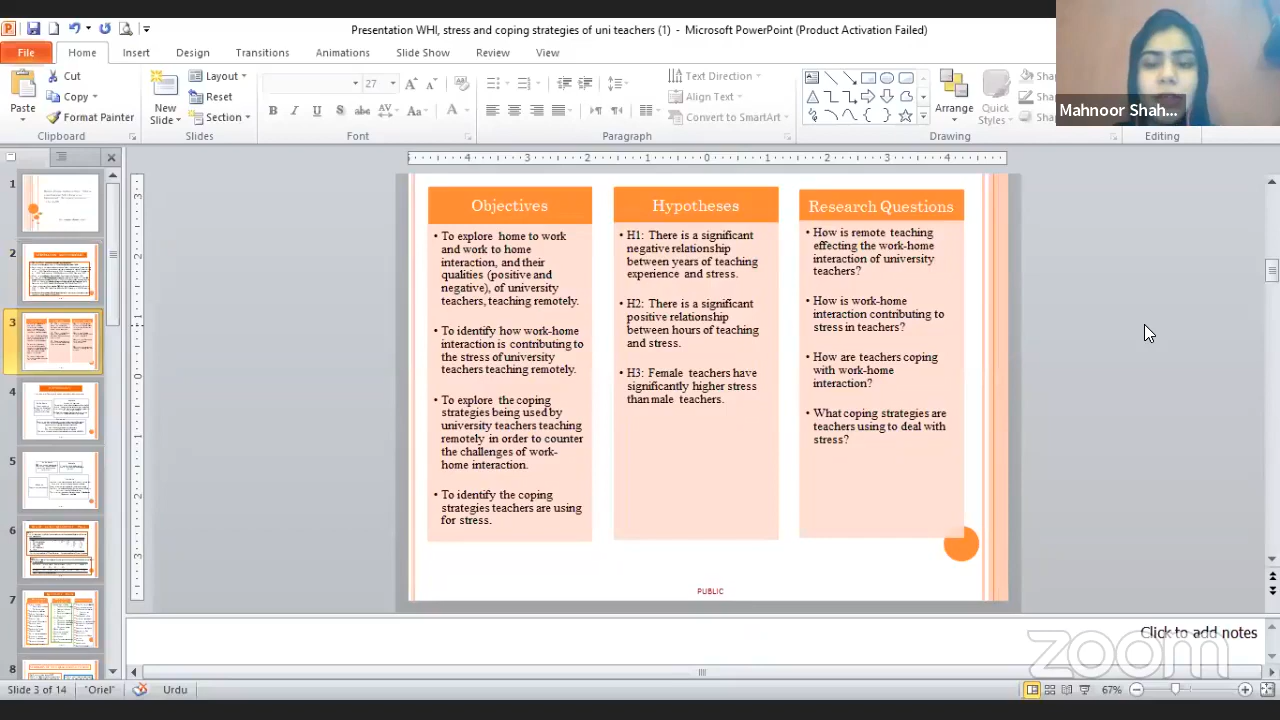 Presentation WHI, stress and coping strategies of uni teachers (1) - Microsoft PowerPoint (Product Activation Failed)
File Home Insert Design Transitions Animations Slide Show Review View
Paste
Cut
Copy
Format Painter
Clipboard
New Slide
Layout
Reset
Section
Slides
27
Font
Text Direction
Align Text
Convert to SmartArt
Paragraph
Arrange
Quick Styles
Drawing
Editing
Mahnoor Shah...
Objectives
• To explore home to work
and work to home
interaction, and their
qualities (positive and
negative), of university
teachers, teaching remotely.
• To identify how work-home
interaction is contributing to
the stress of university
teachers teaching remotely.
• To explore the coping
strategies being used by
university teachers teaching
remotely in order to counter
the challenges of work-
home interaction.
• To identify the coping
strategies teachers are using
for stress.
Hypotheses
• H1: There is a significant
negative relationship
between years of teaching
experience and stress.
• H2: There is a significant
positive relationship
between hours of teaching
and stress.
• H3: Female teachers have
significantly higher stress
than male teachers.
Research Questions
• How is remote teaching
effecting the work-home
interaction of university
teachers?
• How is work-home
interaction contributing to
stress in teachers?
• How are teachers coping
with work-home
interaction?
• What coping strategies are
teachers using to deal with
stress?
PUBLIC
1
2
3
4
5
6
7
8
Click to add notes
zoom
Slide 3 of 14
"Oriel"
Urdu
67%